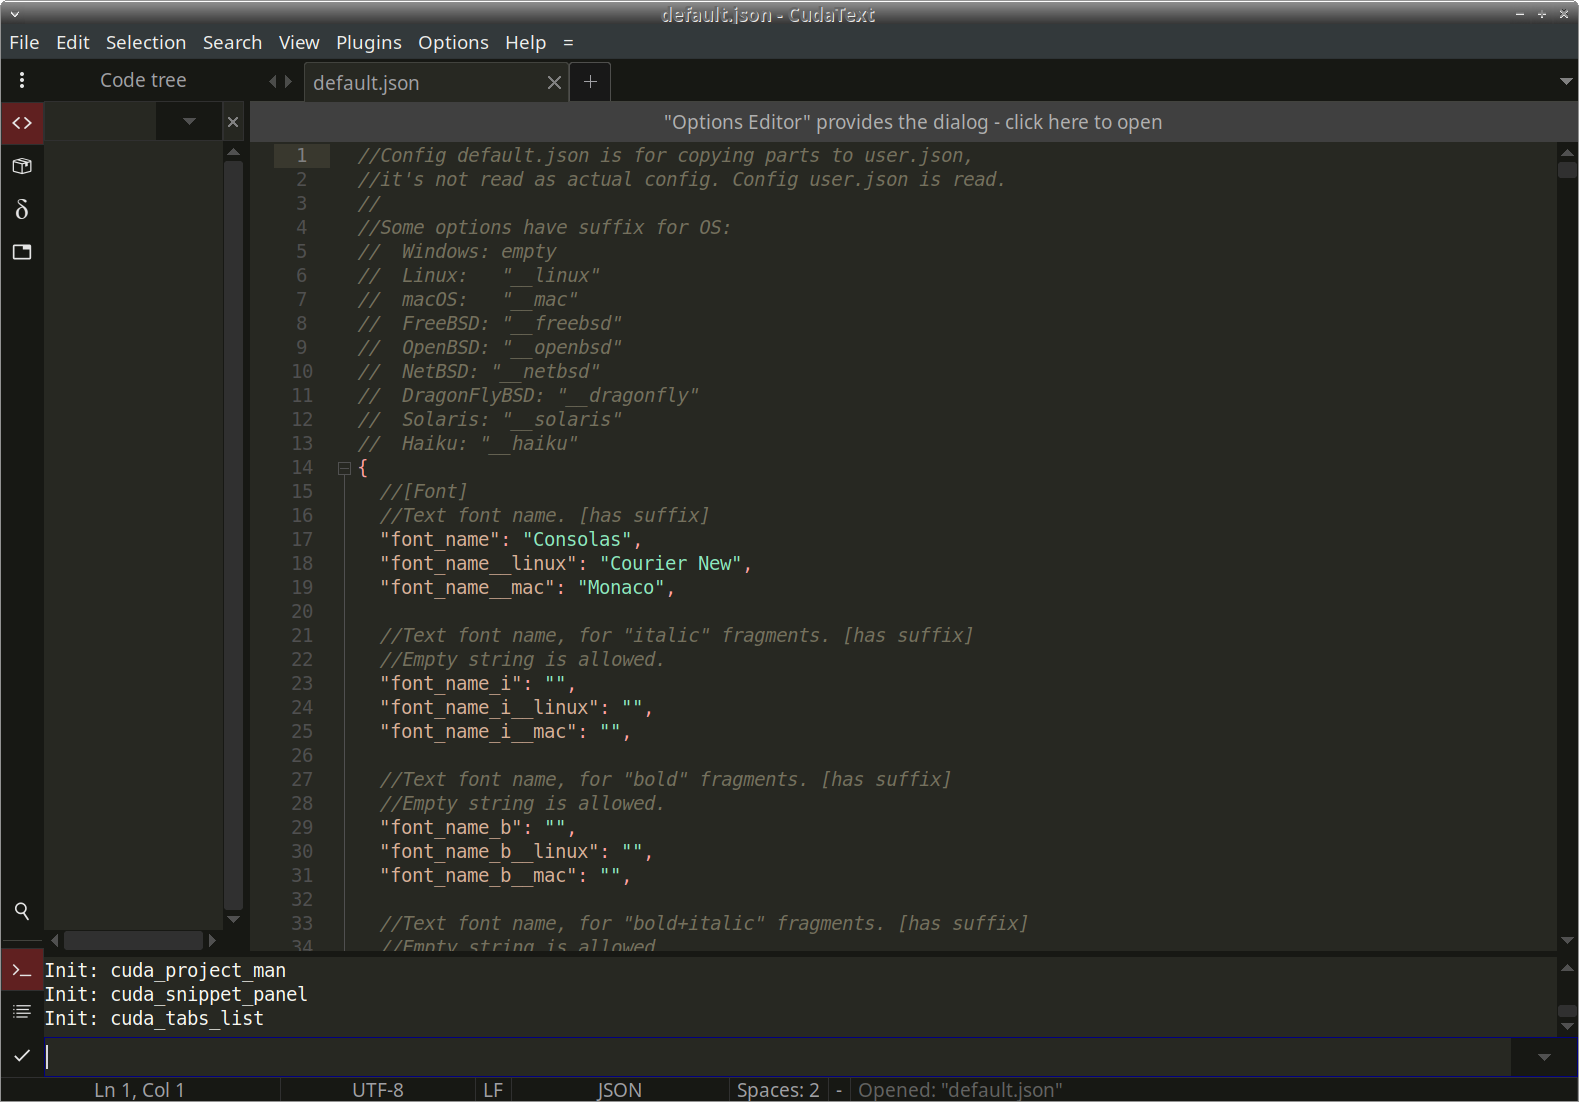 default.json - CudaText
File Edit Selection Search View Plugins Options Help =
Code tree
default.json
"Options Editor" provides the dialog - click here to open
1 //Config default.json is for copying parts to user.json,
2 //it's not read as actual config. Config user.json is read.
3 //
4 //Some options have suffix for OS:
5 //  Windows: empty
6 //  Linux:   "__linux"
7 //  macOS:   "__mac"
8 //  FreeBSD: "__freebsd"
9 //  OpenBSD: "__openbsd"
10 //  NetBSD: "__netbsd"
11 //  DragonFlyBSD: "__dragonfly"
12 //  Solaris: "__solaris"
13 //  Haiku: "__haiku"
14 {
15   //[Font]
16   //Text font name. [has suffix]
17   "font_name": "Consolas",
18   "font_name__linux": "Courier New",
19   "font_name__mac": "Monaco",
20
21   //Text font name, for "italic" fragments. [has suffix]
22   //Empty string is allowed.
23   "font_name_i": "",
24   "font_name_i__linux": "",
25   "font_name_i__mac": "",
26
27   //Text font name, for "bold" fragments. [has suffix]
28   //Empty string is allowed.
29   "font_name_b": "",
30   "font_name_b__linux": "",
31   "font_name_b__mac": "",
32
33   //Text font name, for "bold+italic" fragments. [has suffix]
34   //Empty string is allowed
Init: cuda_project_man
Init: cuda_snippet_panel
Init: cuda_tabs_list
Ln 1, Col 1 UTF-8 LF JSON Spaces: 2 - Opened: "default.json"